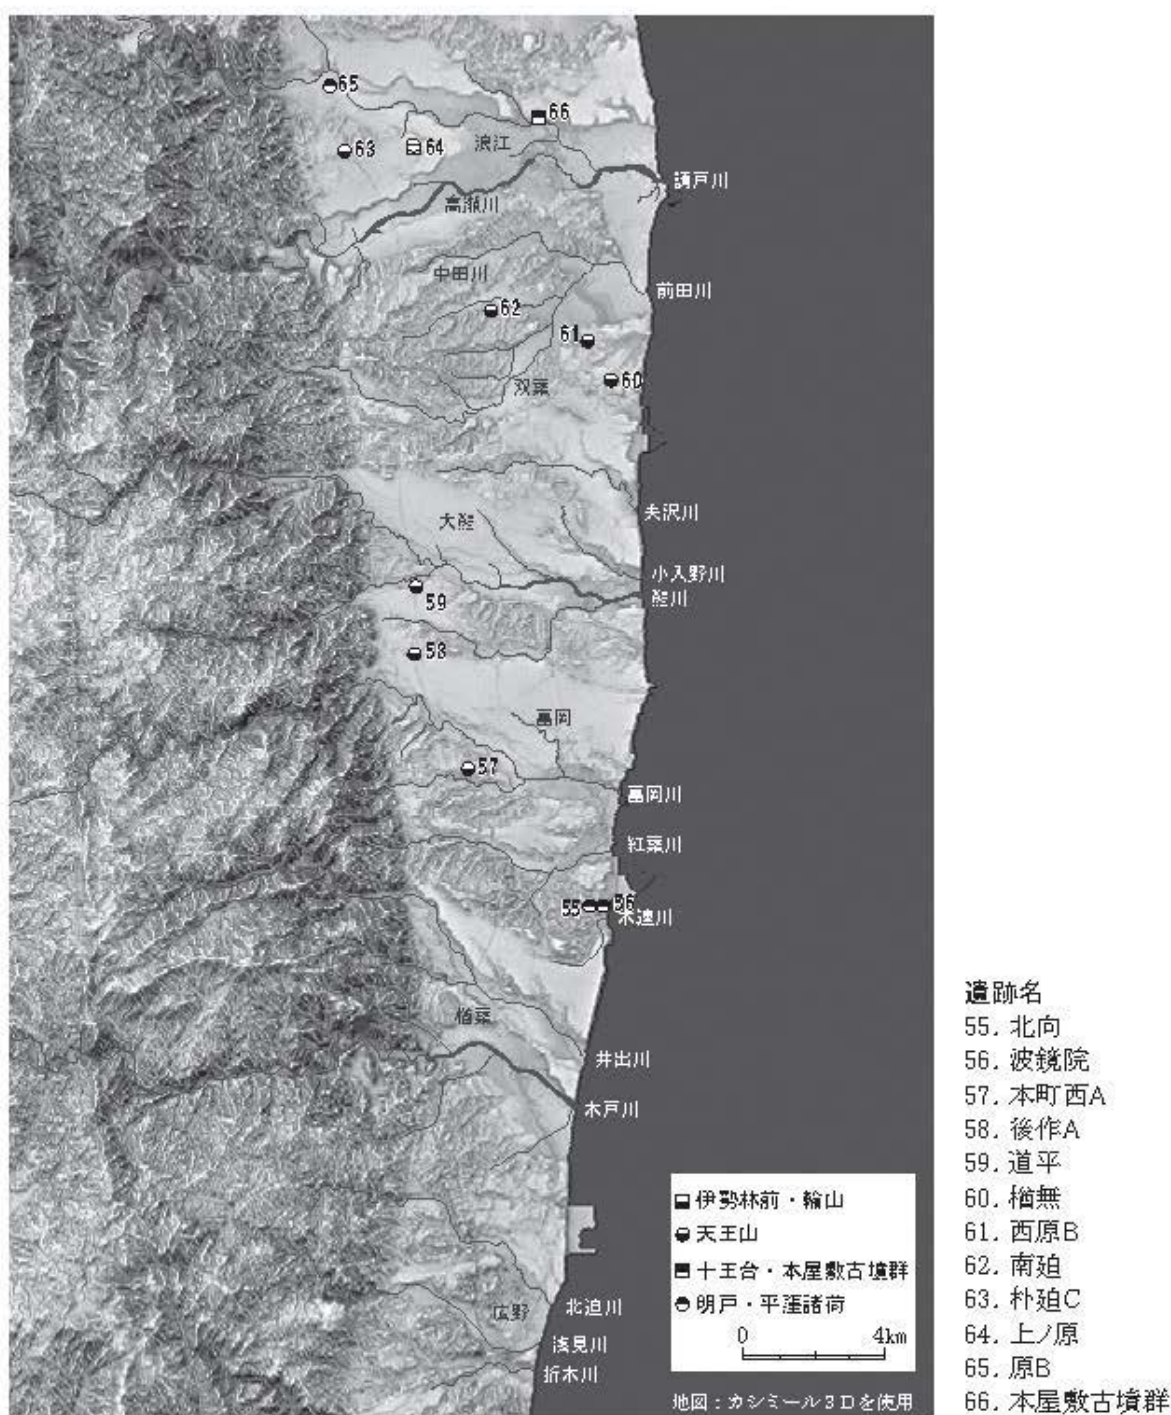 65
66
63
64
浪江
請戸川
高瀬川
中田川
前田川
62
61
60
双葉
夫沢川
大熊
小入野川
熊川
59
58
富岡
57
富岡川
紅葉川
55
56
木速川
楢葉
井出川
木戸川
広野
北迫川
浅見川
折木川
伊勢林前・輪山
天王山
十王台・本屋敷古墳群
明戸・平窪諸荷
0 4km
地図：カシミール3Dを使用
遺跡名
55. 北向
56. 波鏡院
57. 本町西A
58. 後作A
59. 道平
60. 楢無
61. 西原B
62. 南迫
63. 朴迫C
64. 上ノ原
65. 原B
66. 本屋敷古墳群